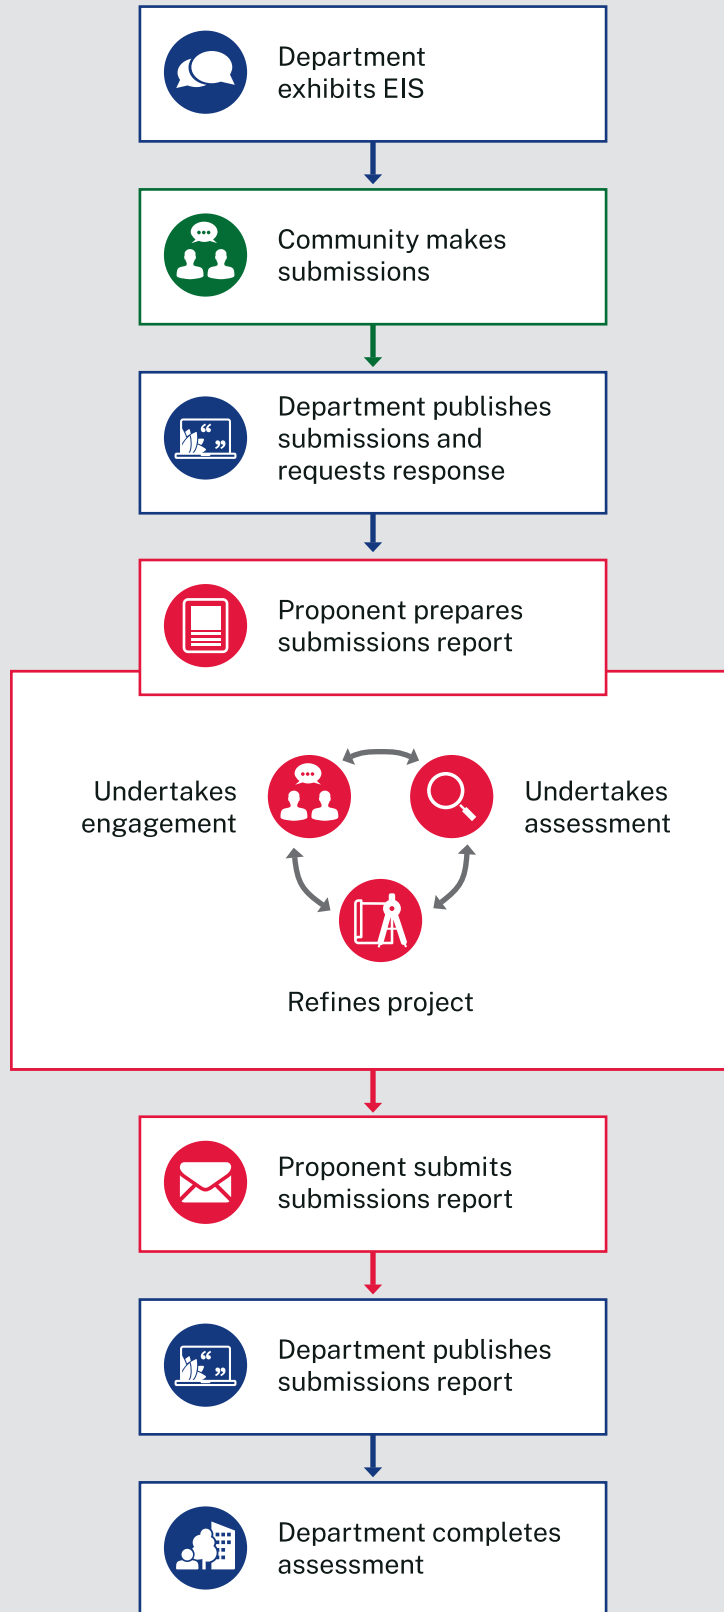 Department
exhibits EIS
Community makes
submissions
Department publishes
submissions and
requests response
Proponent prepares
submissions report
Undertakes
engagement
Undertakes
assessment
Refines project
Proponent submits
submissions report
Department publishes
submissions report
Department completes
assessment